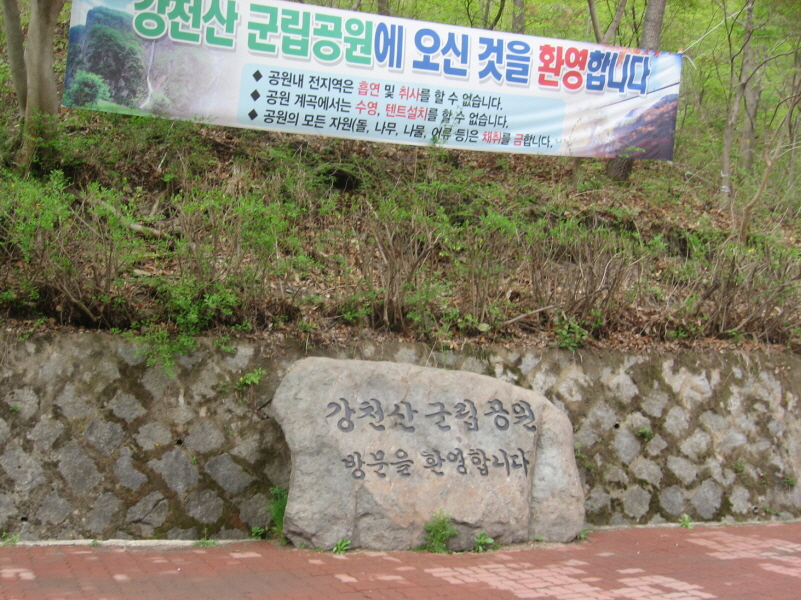 강천산 군립공원에 오신 것을 환영합니다
◆ 공원내 전지역은 흡연 및 취사를 할 수 없습니다.
◆ 공원 계곡에서는 수영, 텐트설치를 할 수 없습니다.
◆ 공원의 모든 자원(돌, 나무, 나물, 어류 등)은 채취를 금합니다.
강천산 군립공원
방문을 환영합니다